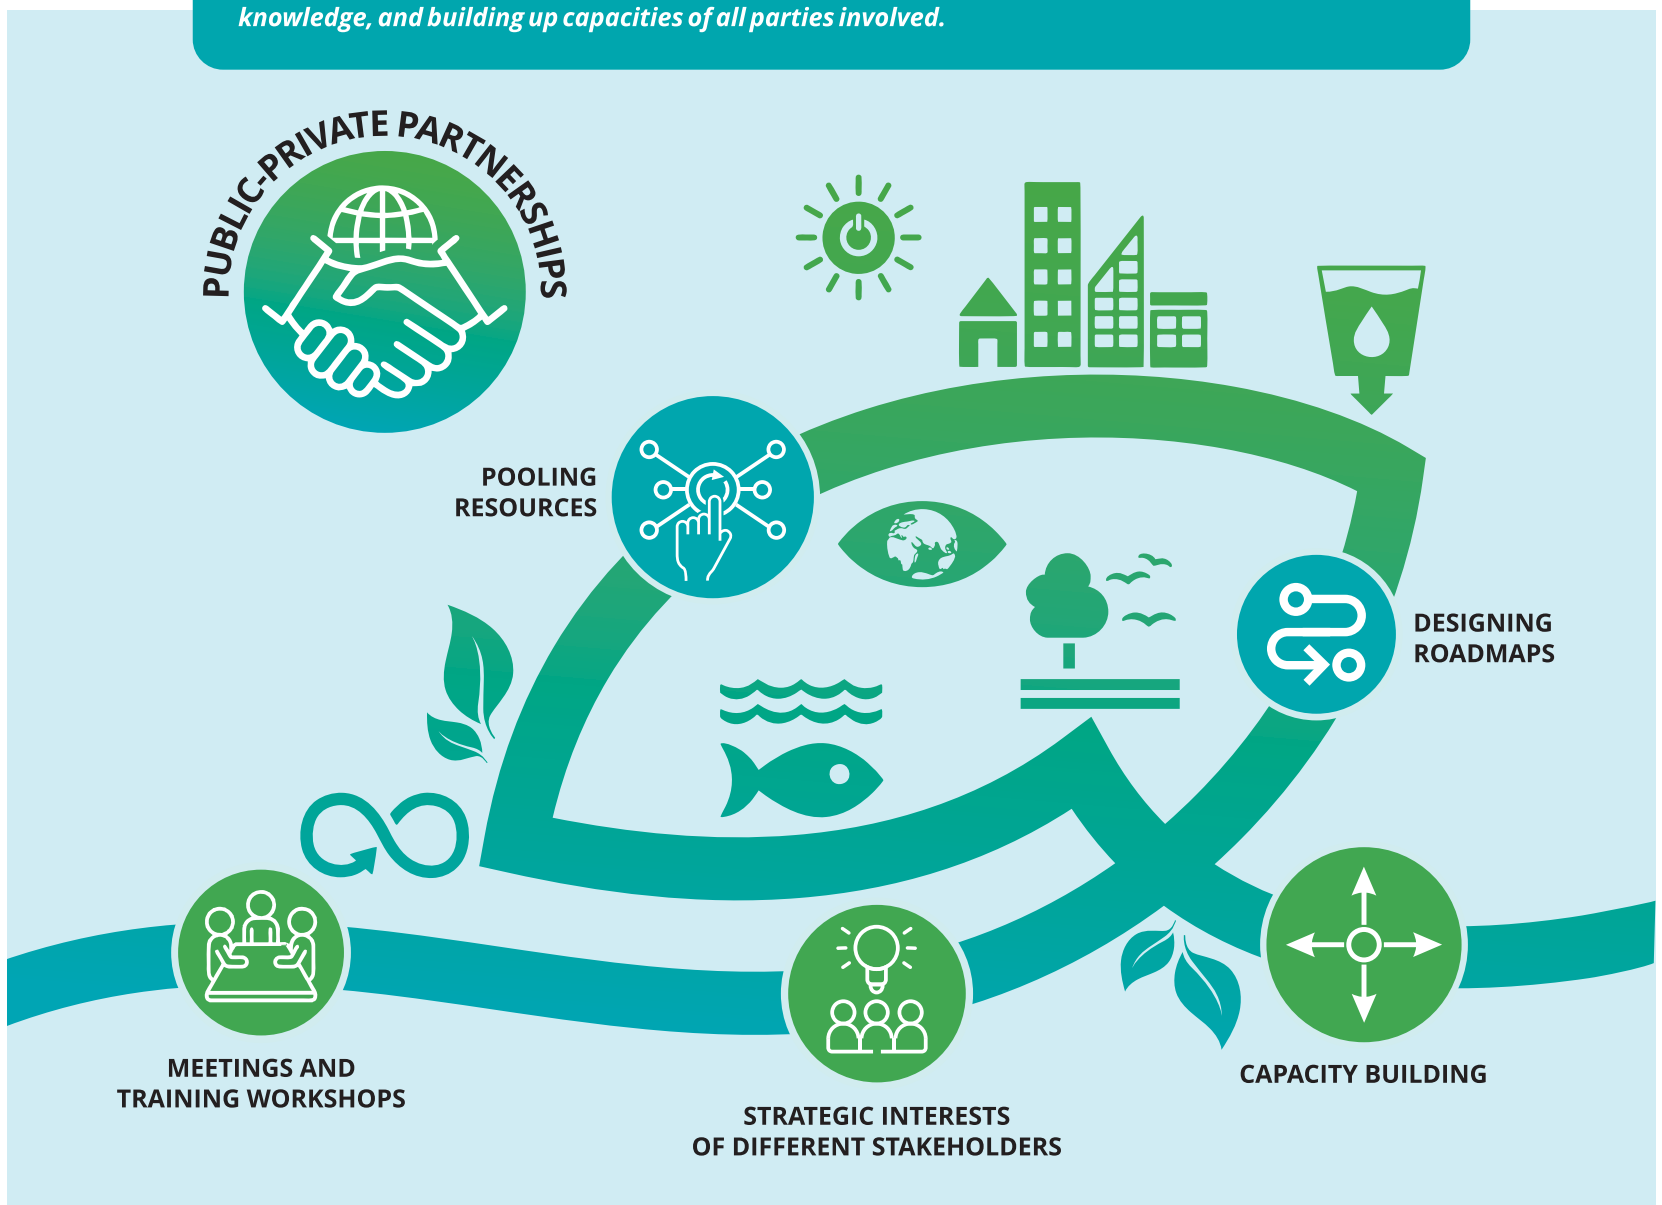 knowledge, and building up capacities of all parties involved.
PUBLIC-PRIVATE PARTNERSHIPS
POOLING
RESOURCES
DESIGNING
ROADMAPS
MEETINGS AND
TRAINING WORKSHOPS
STRATEGIC INTERESTS
OF DIFFERENT STAKEHOLDERS
CAPACITY BUILDING